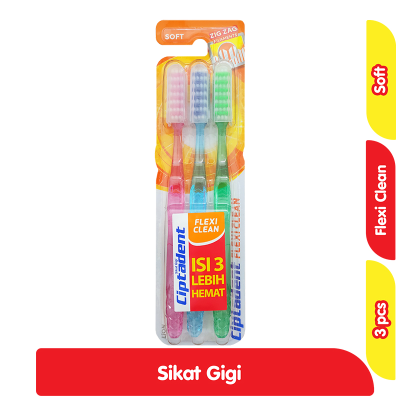 SOFT
ZIG ZAG
FLEXI
CLEAN
ISI 3
LEBIH
HEMAT
Ciptadent
Ciptadent
FLEXI CLEAN
Soft
Flexi Clean
3 pcs
Sikat Gigi